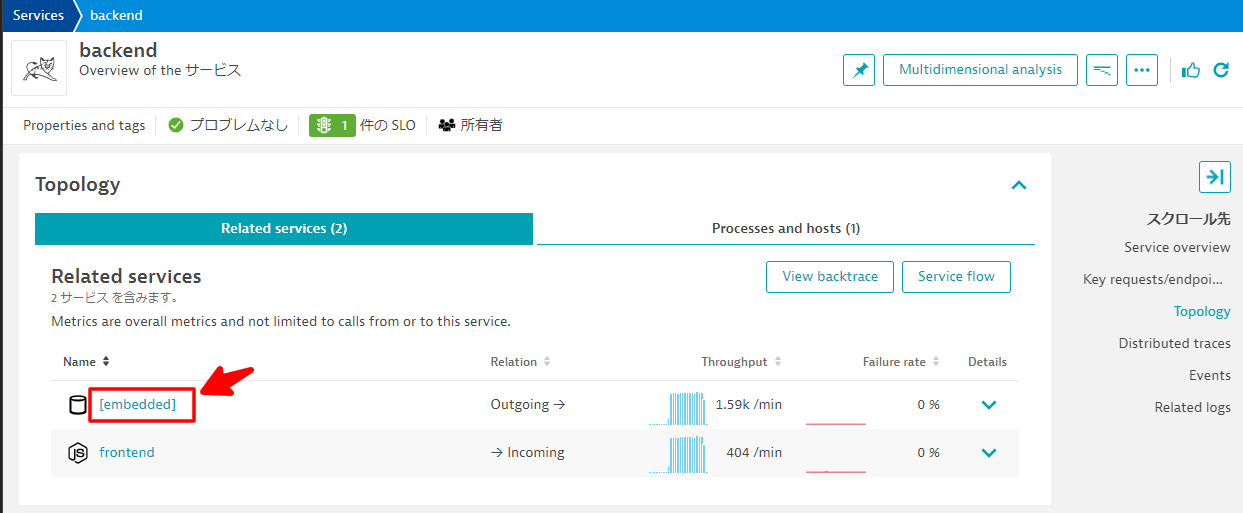 Services
backend
backend
Overview of the サービス
Multidimensional analysis
Properties and tags
プロブレムなし
1 件の SLO
所有者
Topology
Related services (2)
Processes and hosts (1)
Related services
View backtrace
Service flow
2 サービス を含みます。
Metrics are overall metrics and not limited to calls from or to this service.
Name
Relation
Throughput
Failure rate
Details
[embedded]
Outgoing →
1.59k /min
0 %
JS
frontend
→ Incoming
404 /min
0 %
スクロール先
Service overview
Key requests/endpoi...
Topology
Distributed traces
Events
Related logs